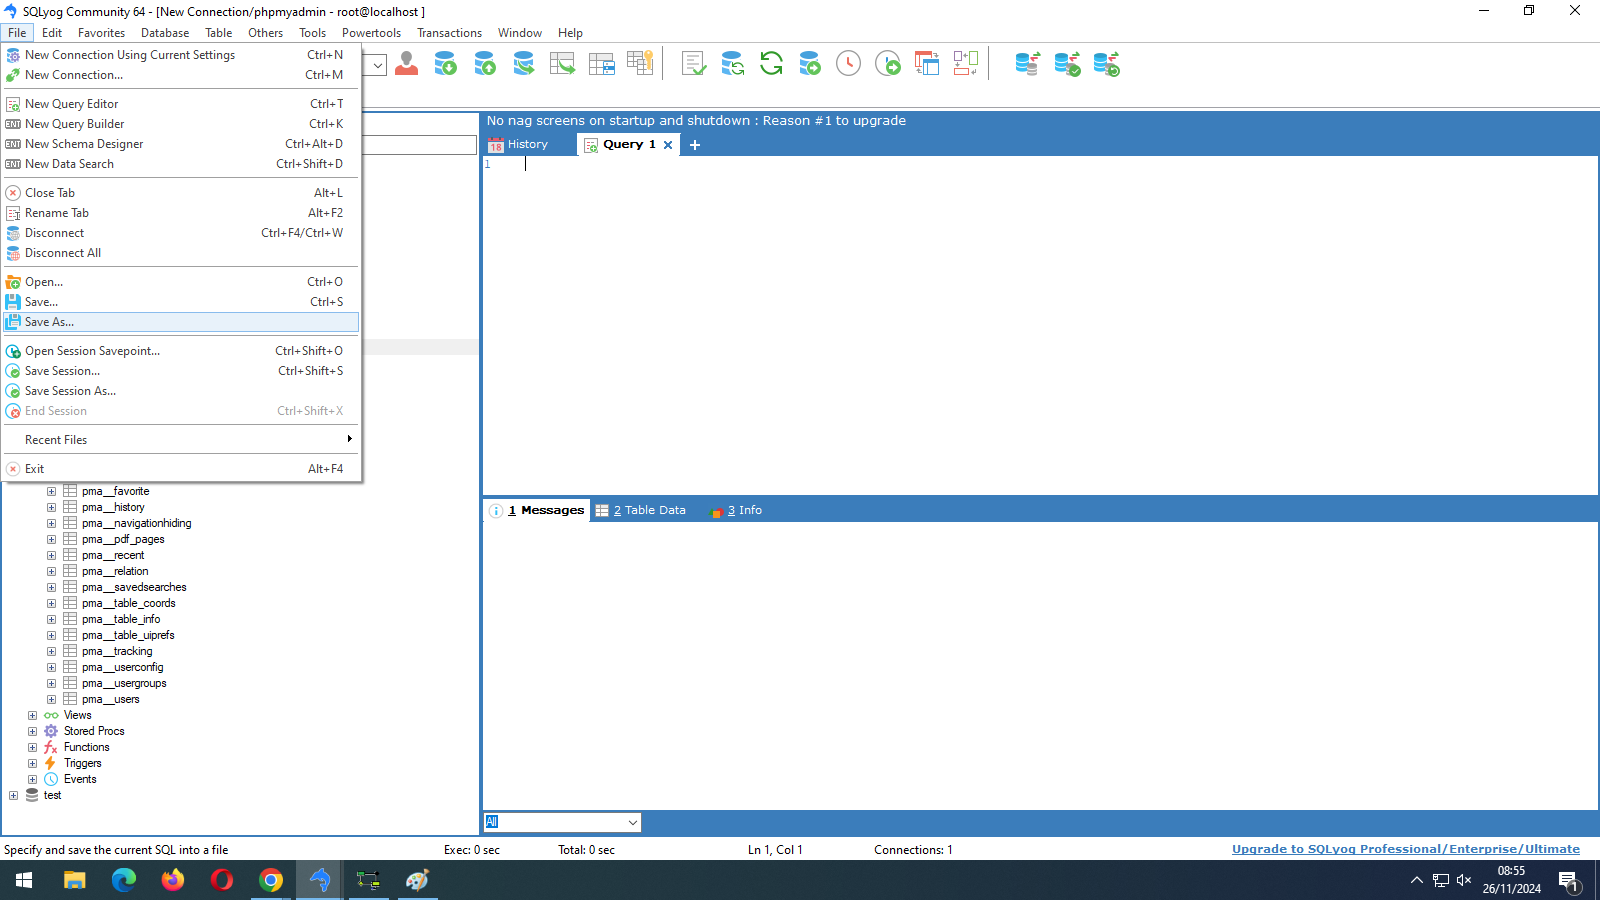 SQLyog Community 64 - [New Connection/phpmyadmin - root@localhost ]
File Edit Favorites Database Table Others Tools Powertools Transactions Window Help
New Connection Using Current Settings Ctrl+N
New Connection... Ctrl+M
New Query Editor Ctrl+T
ENT New Query Builder Ctrl+K
ENT New Schema Designer Ctrl+Alt+D
ENT New Data Search Ctrl+Shift+D
Close Tab Alt+L
Rename Tab Alt+F2
Disconnect Ctrl+F4/Ctrl+W
Disconnect All
Open... Ctrl+O
Save... Ctrl+S
Save As...
Open Session Savepoint... Ctrl+Shift+O
Save Session... Ctrl+Shift+S
Save Session As...
End Session Ctrl+Shift+X
Recent Files
Exit Alt+F4
pma__favorite
pma__history
pma__navigationhiding
pma__pdf_pages
pma__recent
pma__relation
pma__savedsearches
pma__table_coords
pma__table_info
pma__table_uiprefs
pma__tracking
pma__userconfig
pma__usergroups
pma__users
Views
Stored Procs
Functions
Triggers
Events
test
No nag screens on startup and shutdown : Reason #1 to upgrade
18 History Query 1
1
1 Messages 2 Table Data 3 Info
All
Specify and save the current SQL into a file Exec: 0 sec Total: 0 sec Ln 1, Col 1 Connections: 1 Upgrade to SQLyog Professional/Enterprise/Ultimate
08:55
26/11/2024
1